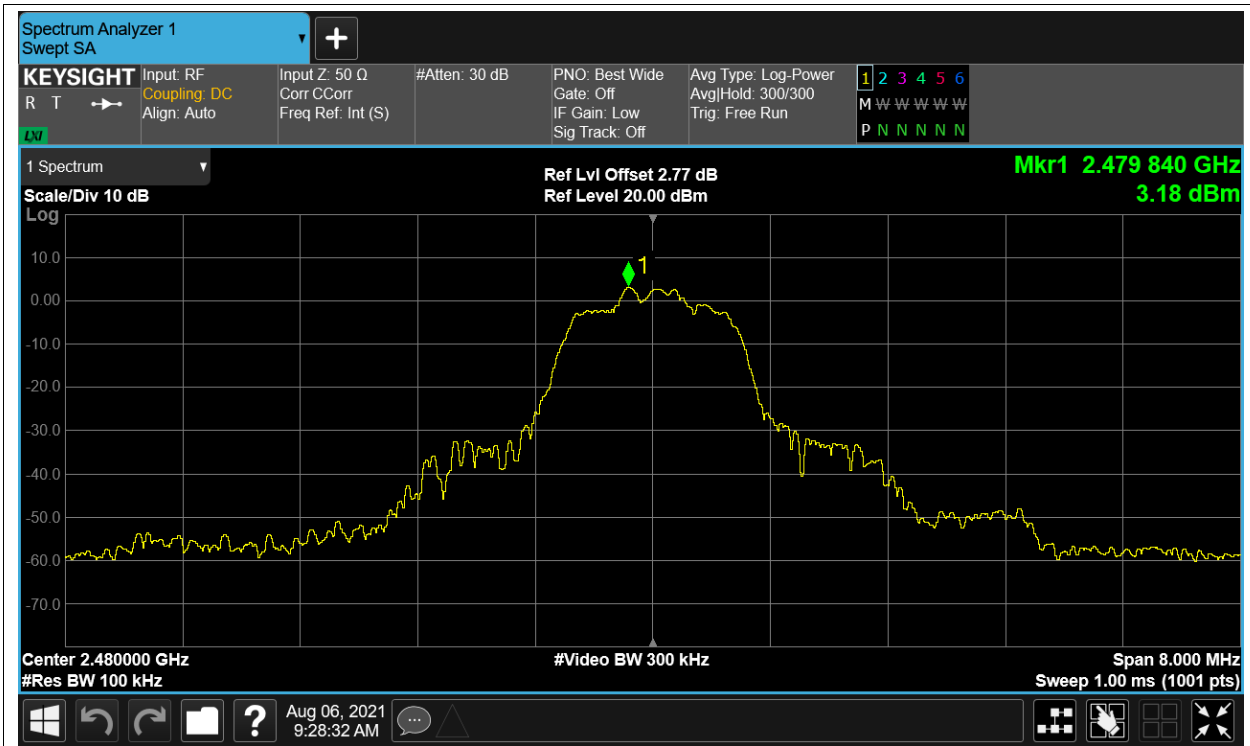 Spectrum Analyzer 1
Swept SA
KEYSIGHT
R T
LXI
Input: RF
Coupling: DC
Align: Auto
Input Z: 50 Ω
Corr CCorr
Freq Ref: Int (S)
#Atten: 30 dB
PNO: Best Wide
Gate: Off
IF Gain: Low
Sig Track: Off
Avg Type: Log-Power
Avg|Hold: 300/300
Trig: Free Run
1 2 3 4 5 6
M W W W W W
P N N N N N
1 Spectrum
Scale/Div 10 dB
Log
Ref Lvl Offset 2.77 dB
Ref Level 20.00 dBm
Mkr1 2.479 840 GHz
3.18 dBm
1
10.0
0.00
-10.0
-20.0
-30.0
-40.0
-50.0
-60.0
-70.0
Center 2.480000 GHz
#Res BW 100 kHz
#Video BW 300 kHz
Span 8.000 MHz
Sweep 1.00 ms (1001 pts)
?
Aug 06, 2021
9:28:32 AM